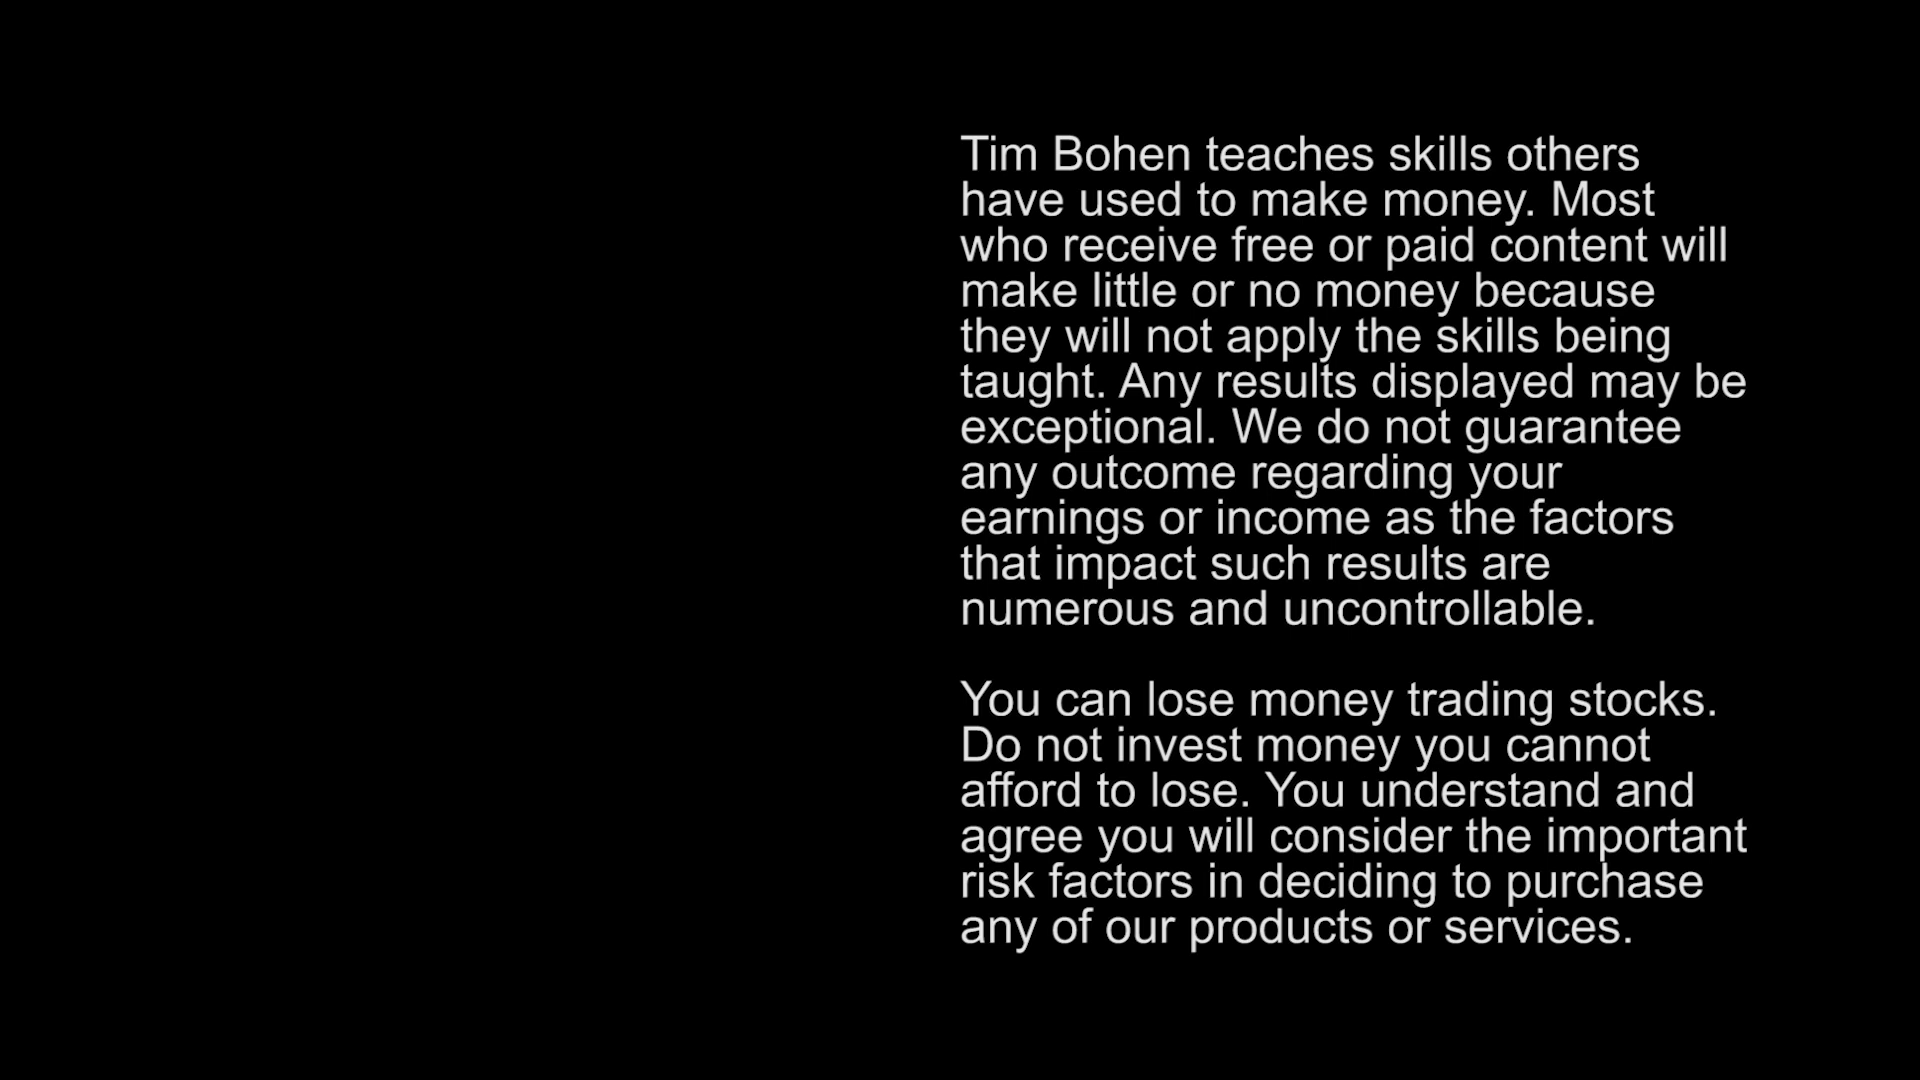 Tim Bohen teaches skills others
have used to make money. Most
who receive free or paid content will
make little or no money because
they will not apply the skills being
taught. Any results displayed may be
exceptional. We do not guarantee
any outcome regarding your
earnings or income as the factors
that impact such results are
numerous and uncontrollable.
You can lose money trading stocks.
Do not invest money you cannot
afford to lose. You understand and
agree you will consider the important
risk factors in deciding to purchase
any of our products or services.